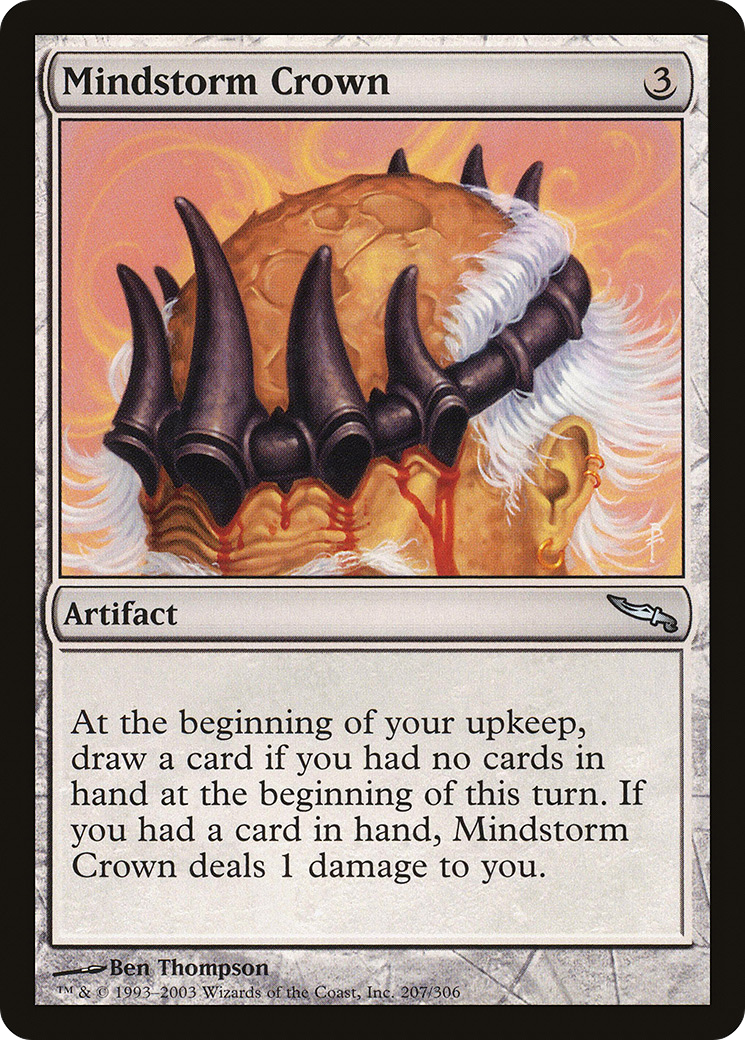 Mindstorm Crown
3
Artifact
At the beginning of your upkeep,
draw a card if you had no cards in
hand at the beginning of this turn. If
you had a card in hand, Mindstorm
Crown deals 1 damage to you.
Ben Thompson
™ & © 1993–2003 Wizards of the Coast, Inc. 207/306